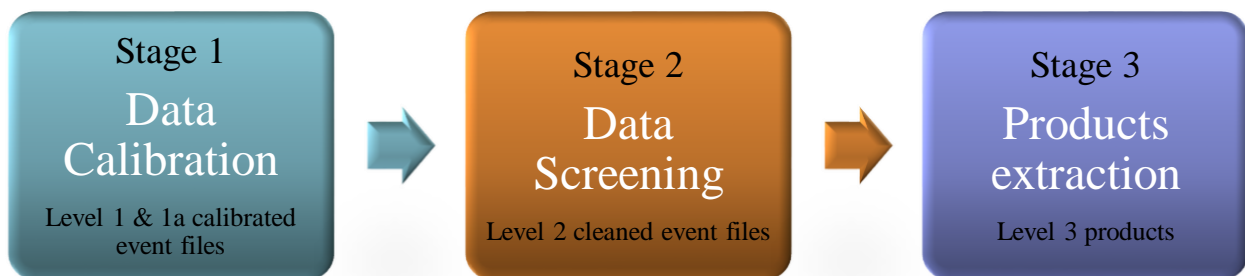 Stage 1
Data
Calibration
Level 1 & 1a calibrated
event files
Stage 2
Data
Screening
Level 2 cleaned event files
Stage 3
Products
extraction
Level 3 products